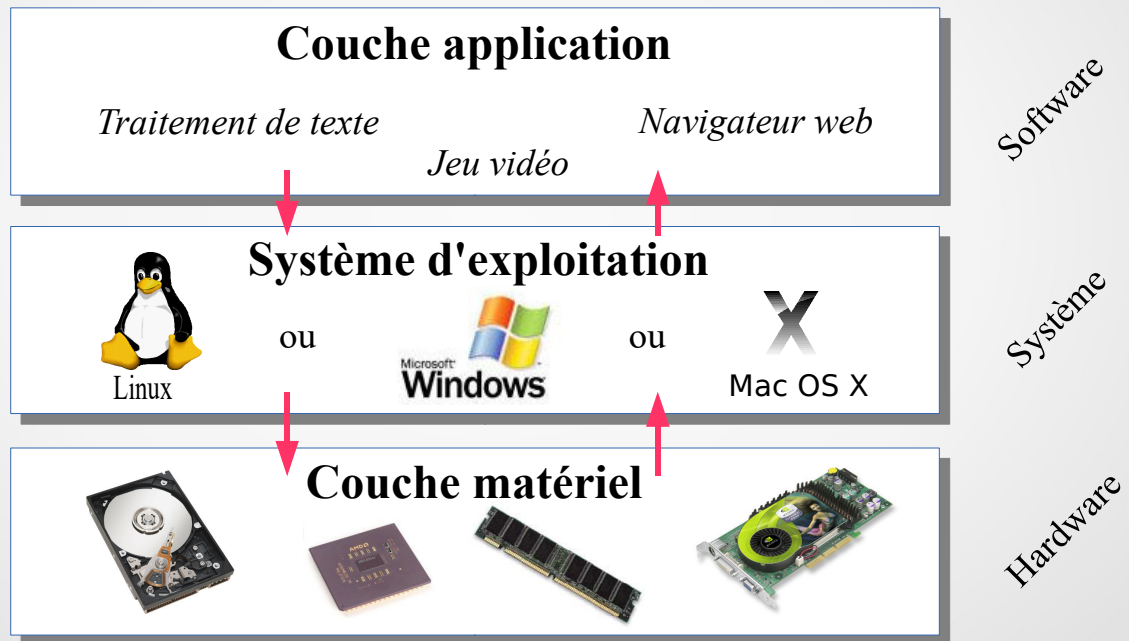 Couche application
Traitement de texte
Navigateur web
Jeu vidéo
Software
Système d'exploitation
ou
ou
Linux
Microsoft
Windows
Mac OS X
Système
Couche matériel
AMD
Hardware